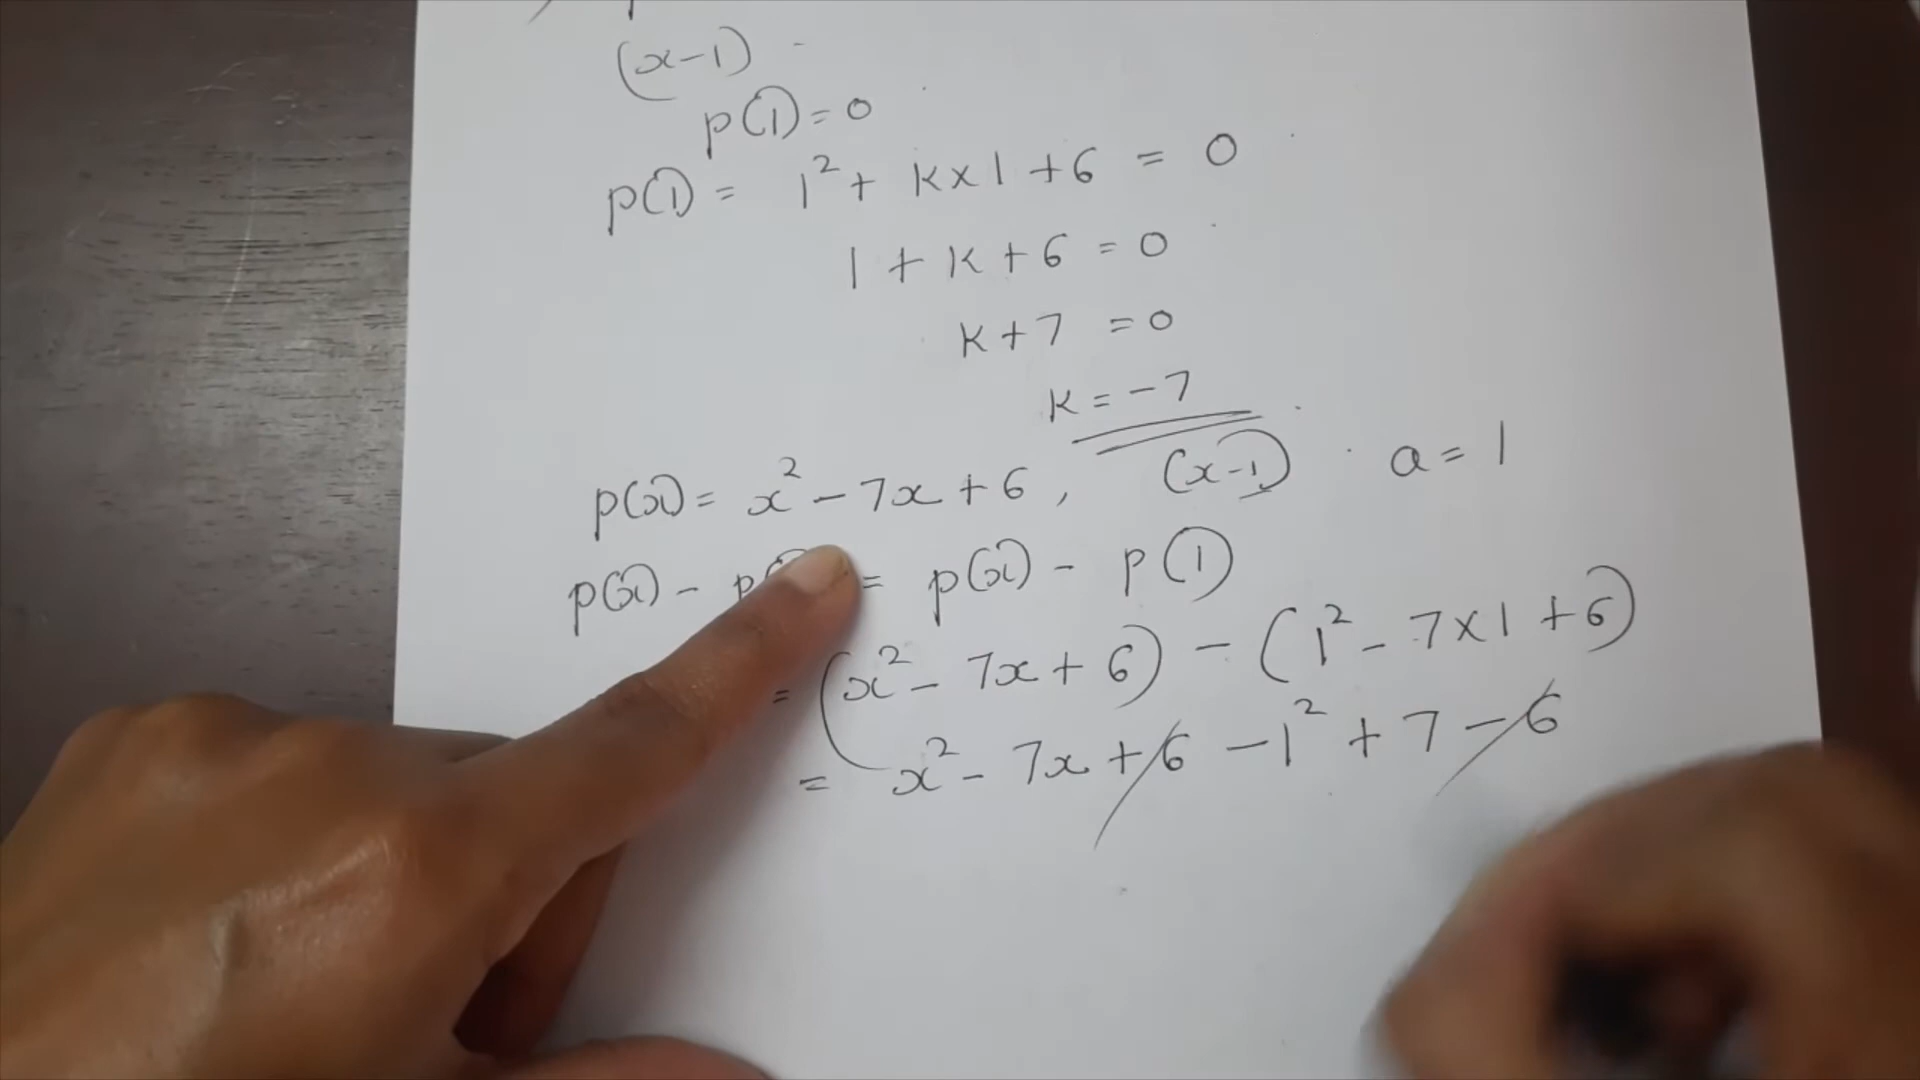 (x-1)
p(1)=0
p(1) = 1² + k×1 +6 = 0
1 + k + 6 = 0
k+7 = 0
k = -7
p(x) = x² - 7x + 6, (x-1) a = 1
p(x) - p( = p(x) - p(1)
= (x² - 7x + 6) - (1² - 7×1 +6)
= x² - 7x + 6 - 1² + 7 - 6